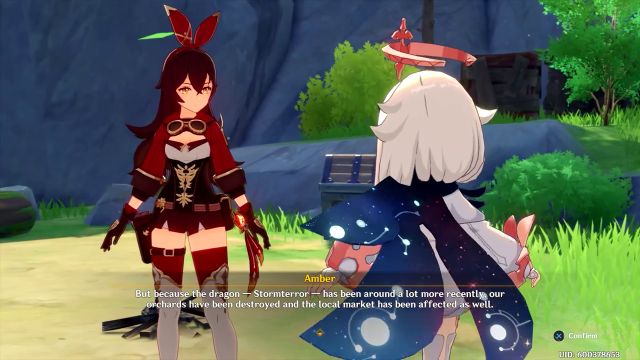 Amber
But because the dragon — Stormterror — has been around a lot more recently, our
orchards have been destroyed and the local market has been affected as well.
Confirm
UID: 600378653